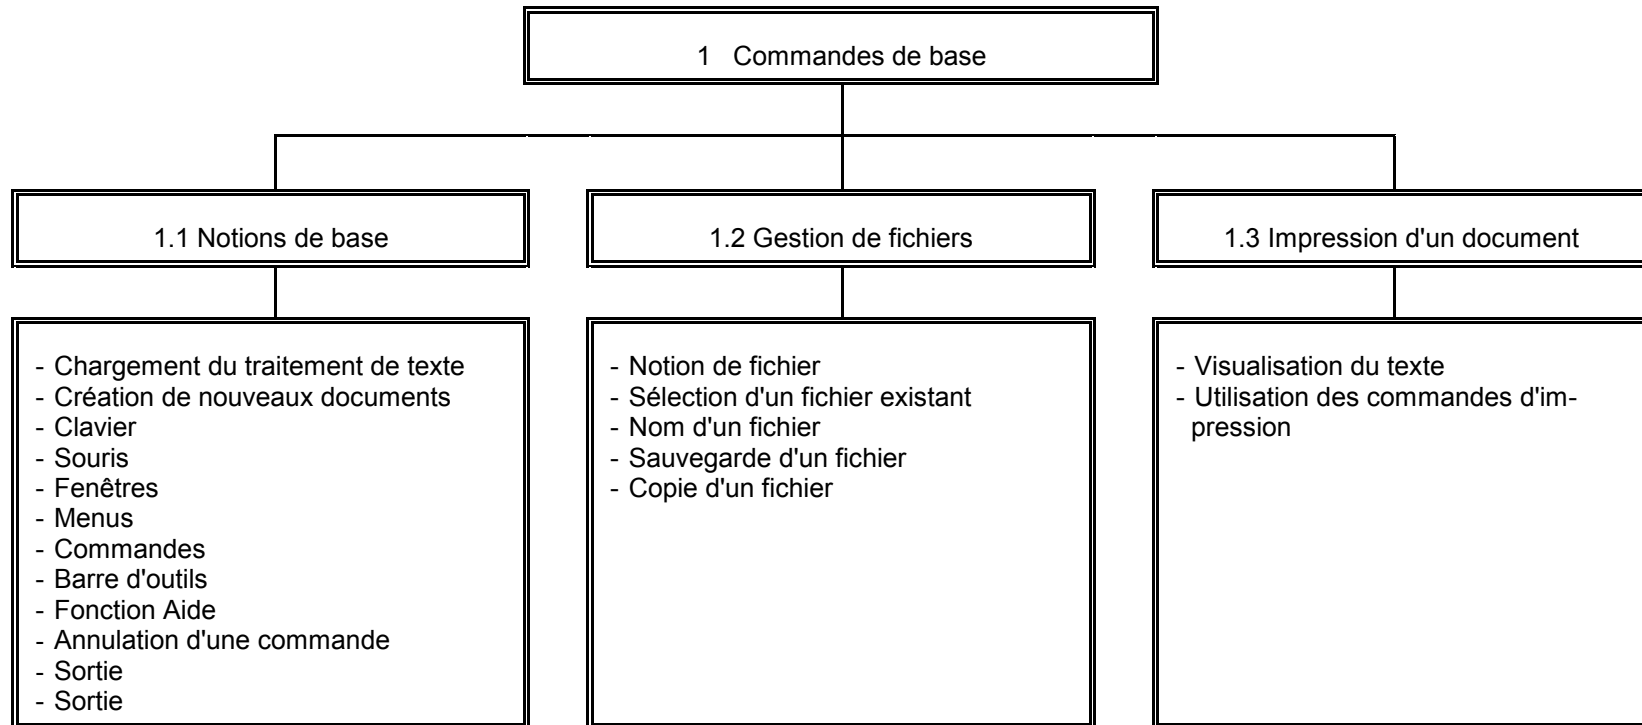 1 Commandes de base
1.1 Notions de base
1.2 Gestion de fichiers
1.3 Impression d'un document
- Chargement du traitement de texte
- Création de nouveaux documents
- Clavier
- Souris
- Fenêtres
- Menus
- Commandes
- Barre d'outils
- Fonction Aide
- Annulation d'une commande
- Sortie
- Sortie
- Notion de fichier
- Sélection d'un fichier existant
- Nom d'un fichier
- Sauvegarde d'un fichier
- Copie d'un fichier
- Visualisation du texte
- Utilisation des commandes d'im-
pression